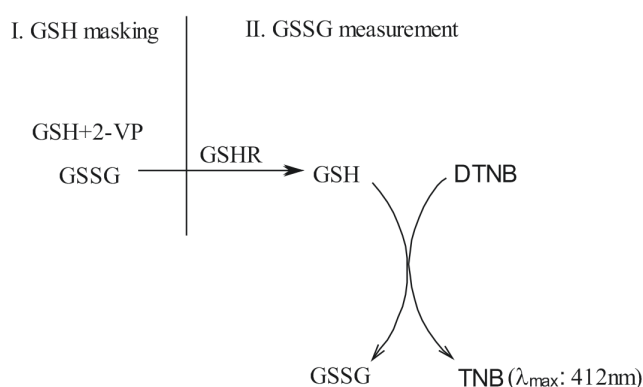 I. GSH masking
II. GSSG measurement
GSH+2-VP
GSSG
GSHR
GSH
DTNB
GSSG
TNB (λmax: 412nm)